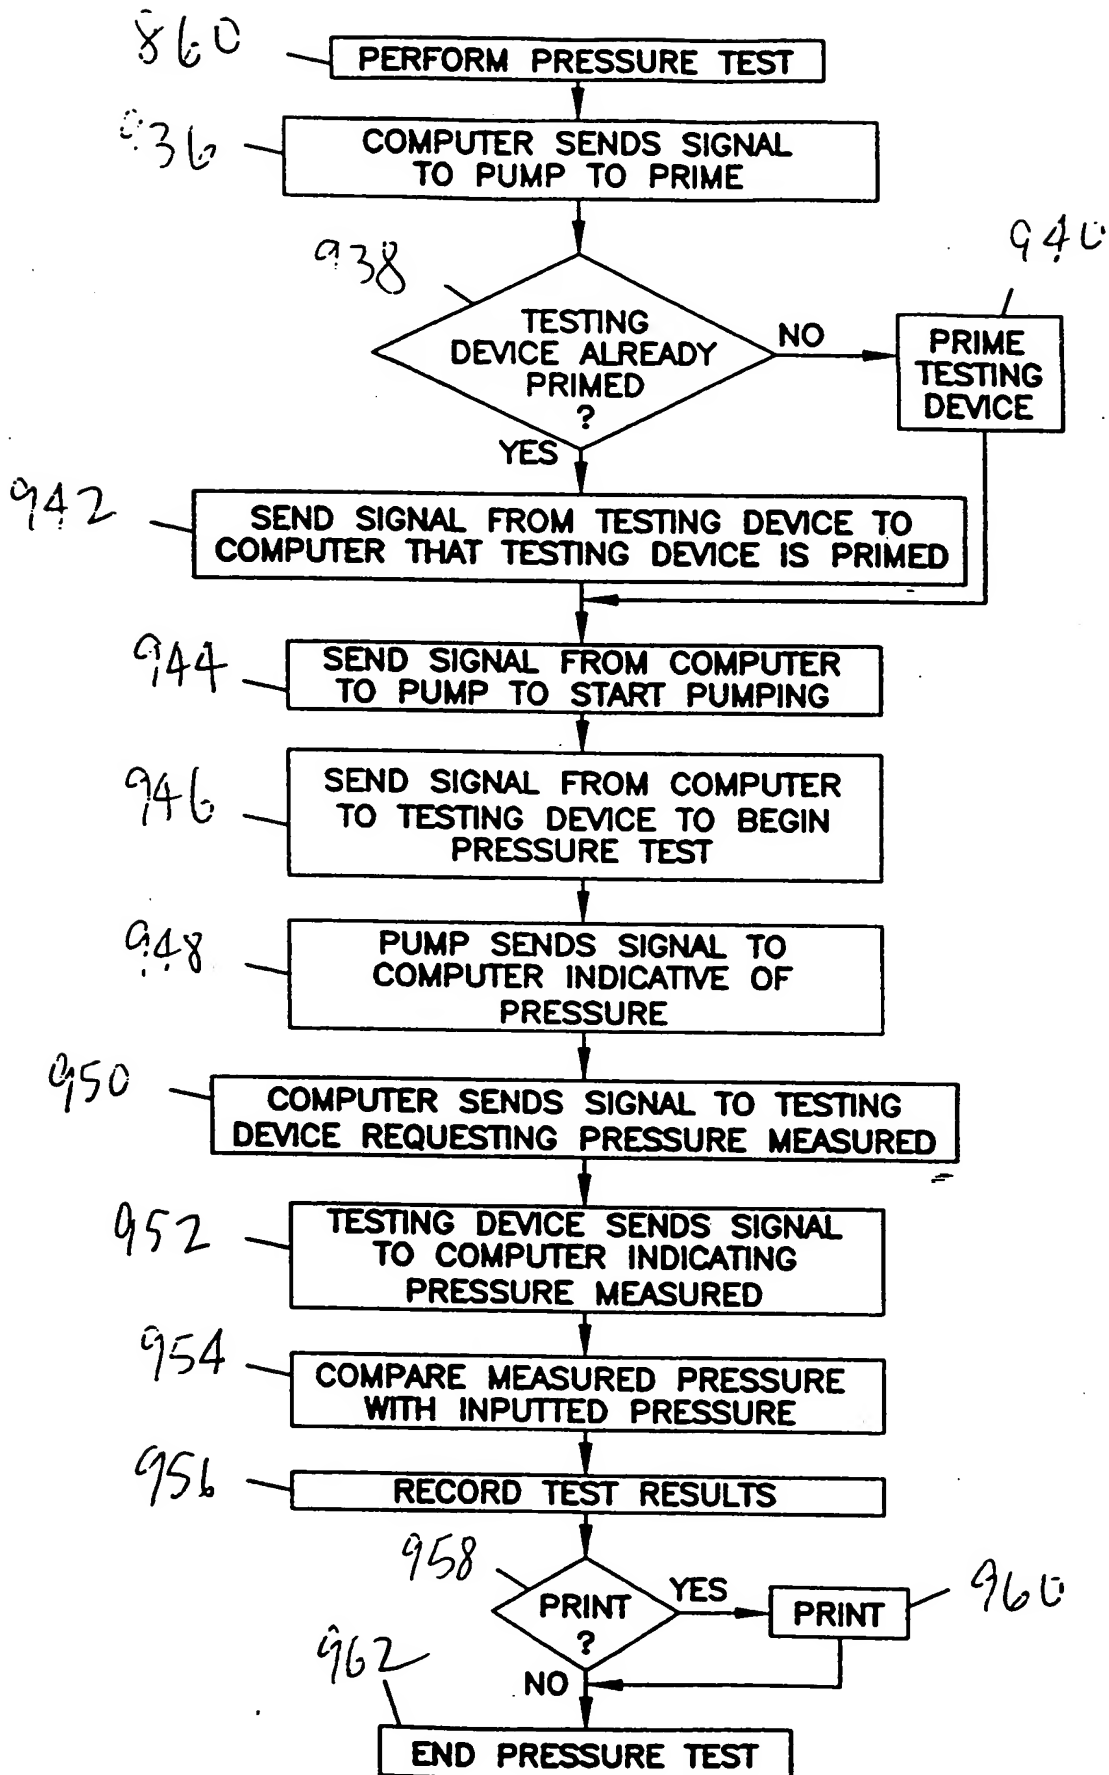 860
PERFORM PRESSURE TEST
936
COMPUTER SENDS SIGNAL
TO PUMP TO PRIME
938
TESTING
DEVICE ALREADY
PRIMED
?
NO
940
PRIME
TESTING
DEVICE
YES
942
SEND SIGNAL FROM TESTING DEVICE TO
COMPUTER THAT TESTING DEVICE IS PRIMED
944
SEND SIGNAL FROM COMPUTER
TO PUMP TO START PUMPING
946
SEND SIGNAL FROM COMPUTER
TO TESTING DEVICE TO BEGIN
PRESSURE TEST
948
PUMP SENDS SIGNAL TO
COMPUTER INDICATIVE OF
PRESSURE
950
COMPUTER SENDS SIGNAL TO TESTING
DEVICE REQUESTING PRESSURE MEASURED
952
TESTING DEVICE SENDS SIGNAL
TO COMPUTER INDICATING
PRESSURE MEASURED
954
COMPARE MEASURED PRESSURE
WITH INPUTTED PRESSURE
956
RECORD TEST RESULTS
958
PRINT
?
YES
PRINT
960
NO
962
END PRESSURE TEST